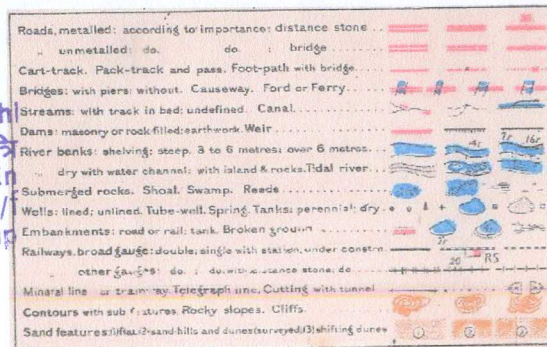 Roads, metalled: according to importance: distance stone
„ unmetalled: do. do. : bridge
Cart-track. Pack-track and pass. Foot-path with bridge
Bridges: with piers: without. Causeway. Ford or Ferry
Streams: with track in bed: undefined. Canal
Dams: masonry or rock-filled: earthwork. Weir
River banks: shelving: steep. 3 to 6 metres: over 6 metres
„ dry with water channel: with island & rocks. Tidal river
Submerged rocks. Shoal. Swamp. Reeds
Wells: lined: unlined. Tube-well. Spring. Tanks: perennial: dry
Embankments: road or rail: tank. Broken ground
Railways, broad gauge: double: single with station: under constrn.
RS
„ other gauges: do. : do. with distance stone: do
20
Mineral line or tramway. Telegraph line. Cutting with tunnel
Contours with sub features. Rocky slopes. Cliffs
Sand features: (1) flat: (2) sand-hills and dunes (surveyed) (3) shifting dunes
1 2 3